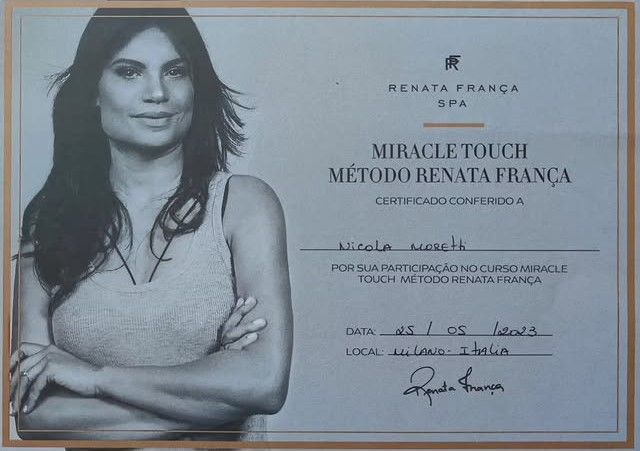 RF
RENATA FRANÇA
SPA
MIRACLE TOUCH
MÉTODO RENATA FRANÇA
CERTIFICADO CONFERIDO A
Nicola Moretti
POR SUA PARTICIPAÇÃO NO CURSO MIRACLE
TOUCH MÉTODO RENATA FRANÇA
DATA: 25 / 05 / 2023
LOCAL: MILANO - ITALIA
Renata França